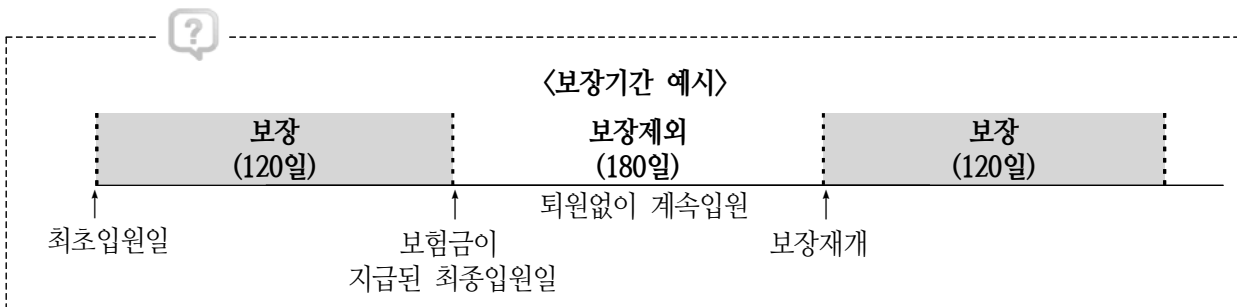 ?
〈보장기간 예시〉
보장 보장제외 보장
(120일) (180일) (120일)
퇴원없이 계속입원
최초입원일 보험금이 보장재개
지급된 최종입원일